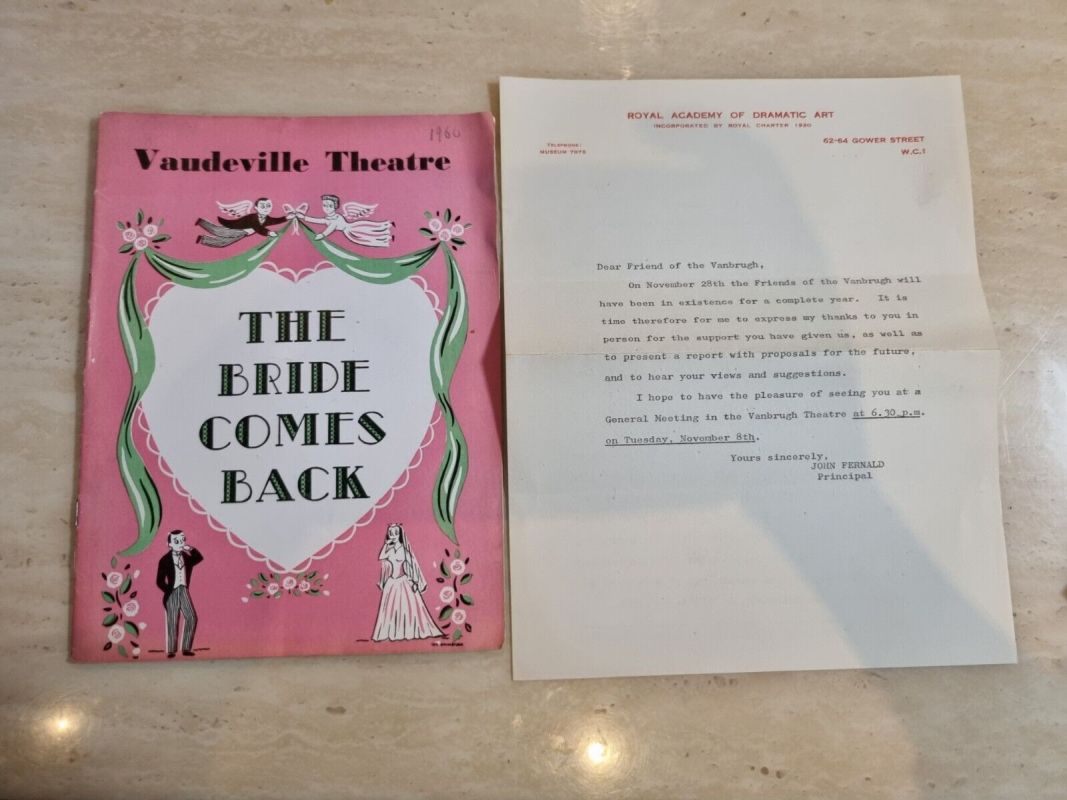 1960
Vaudeville Theatre
THE
BRIDE
COMES
BACK
ROYAL ACADEMY OF DRAMATIC ART
INCORPORATED BY ROYAL CHARTER 1920
TELEPHONE:
MUSEUM 7076
62-64 GOWER STREET
W.C.1
Dear Friend of the Vanbrugh,
On November 28th the Friends of the Vanbrugh will
have been in existence for a complete year. It is
time therefore for me to express my thanks to you in
person for the support you have given us, as well as
to present a report with proposals for the future,
and to hear your views and suggestions.
I hope to have the pleasure of seeing you at a
General Meeting in the Vanbrugh Theatre at 6.30 p.m.
on Tuesday, November 8th.
Yours sincerely,
JOHN FERNALD
Principal